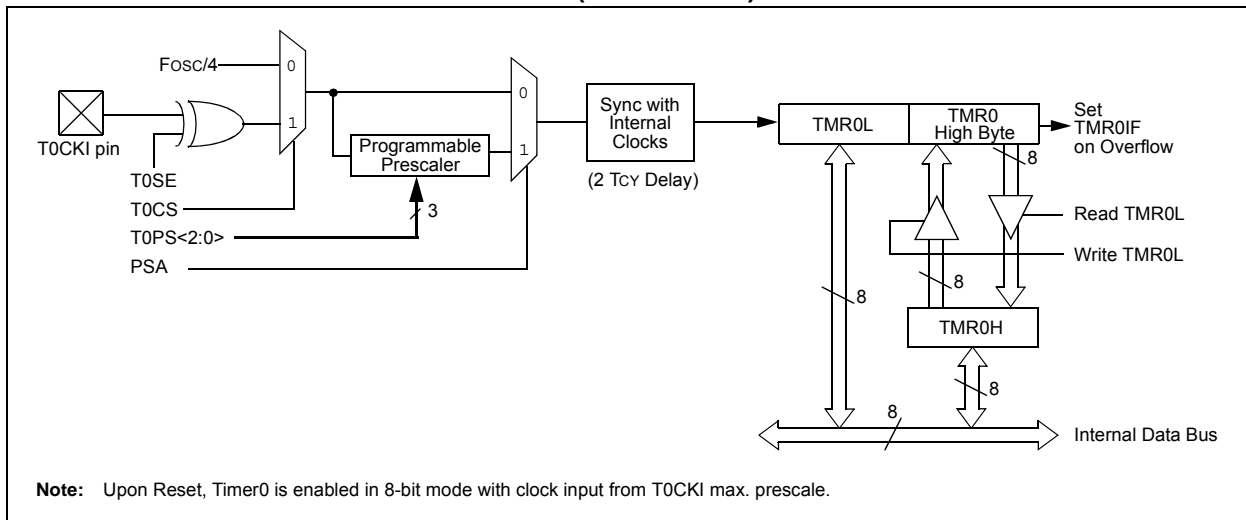 Fosc/4
0
1
T0CKI pin
T0SE
T0CS
T0PS<2:0>
PSA
Programmable
Prescaler
3
0
1
Sync with
Internal
Clocks
(2 TCY Delay)
TMR0L
TMR0
High Byte
Set
TMR0IF
on Overflow
8
Read TMR0L
Write TMR0L
8
8
TMR0H
8
8
Internal Data Bus
Note: Upon Reset, Timer0 is enabled in 8-bit mode with clock input from T0CKI max. prescale.